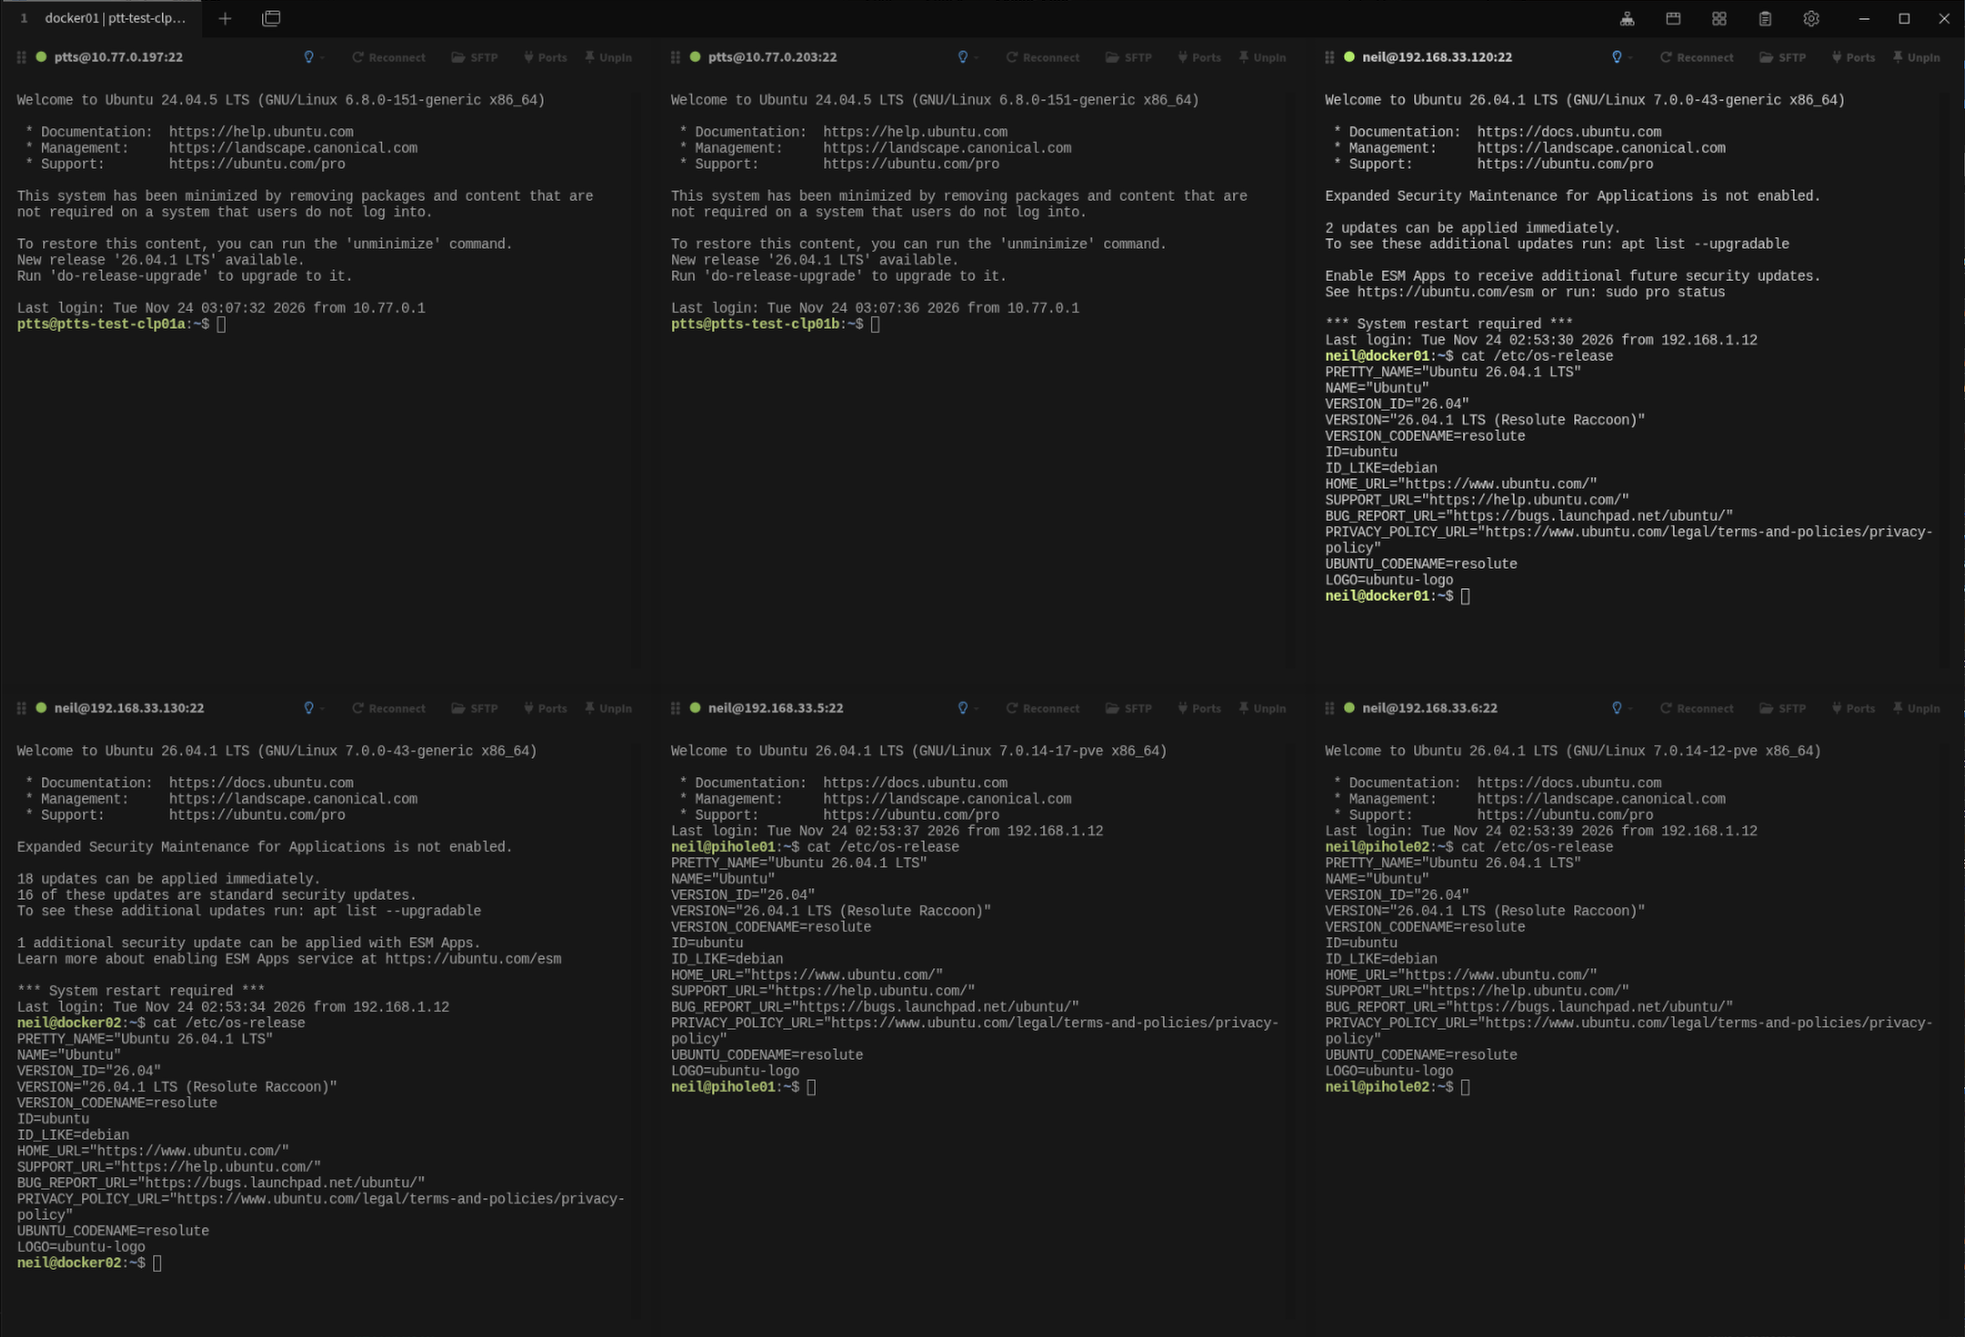 1 docker01 | ptt-test-clp...
ptts@10.77.0.197:22 Reconnect SFTP Ports Unpin
Welcome to Ubuntu 24.04.5 LTS (GNU/Linux 6.8.0-151-generic x86_64)
* Documentation: https://help.ubuntu.com
* Management: https://landscape.canonical.com
* Support: https://ubuntu.com/pro
This system has been minimized by removing packages and content that are
not required on a system that users do not log into.
To restore this content, you can run the 'unminimize' command.
New release '26.04.1 LTS' available.
Run 'do-release-upgrade' to upgrade to it.
Last login: Tue Nov 24 03:07:32 2026 from 10.77.0.1
ptts@ptts-test-clp01a:~$
ptts@10.77.0.203:22 Reconnect SFTP Ports Unpin
Welcome to Ubuntu 24.04.5 LTS (GNU/Linux 6.8.0-151-generic x86_64)
* Documentation: https://help.ubuntu.com
* Management: https://landscape.canonical.com
* Support: https://ubuntu.com/pro
This system has been minimized by removing packages and content that are
not required on a system that users do not log into.
To restore this content, you can run the 'unminimize' command.
New release '26.04.1 LTS' available.
Run 'do-release-upgrade' to upgrade to it.
Last login: Tue Nov 24 03:07:36 2026 from 10.77.0.1
ptts@ptts-test-clp01b:~$
neil@192.168.33.120:22 Reconnect SFTP Ports Unpin
Welcome to Ubuntu 26.04.1 LTS (GNU/Linux 7.0.0-43-generic x86_64)
* Documentation: https://docs.ubuntu.com
* Management: https://landscape.canonical.com
* Support: https://ubuntu.com/pro
Expanded Security Maintenance for Applications is not enabled.
2 updates can be applied immediately.
To see these additional updates run: apt list --upgradable
Enable ESM Apps to receive additional future security updates.
See https://ubuntu.com/esm or run: sudo pro status
*** System restart required ***
Last login: Tue Nov 24 02:53:30 2026 from 192.168.1.12
neil@docker01:~$ cat /etc/os-release
PRETTY_NAME="Ubuntu 26.04.1 LTS"
NAME="Ubuntu"
VERSION_ID="26.04"
VERSION="26.04.1 LTS (Resolute Raccoon)"
VERSION_CODENAME=resolute
ID=ubuntu
ID_LIKE=debian
HOME_URL="https://www.ubuntu.com/"
SUPPORT_URL="https://help.ubuntu.com/"
BUG_REPORT_URL="https://bugs.launchpad.net/ubuntu/"
PRIVACY_POLICY_URL="https://www.ubuntu.com/legal/terms-and-policies/privacy-
policy"
UBUNTU_CODENAME=resolute
LOGO=ubuntu-logo
neil@docker01:~$
neil@192.168.33.130:22 Reconnect SFTP Ports Unpin
Welcome to Ubuntu 26.04.1 LTS (GNU/Linux 7.0.0-43-generic x86_64)
* Documentation: https://docs.ubuntu.com
* Management: https://landscape.canonical.com
* Support: https://ubuntu.com/pro
Expanded Security Maintenance for Applications is not enabled.
18 updates can be applied immediately.
16 of these updates are standard security updates.
To see these additional updates run: apt list --upgradable
1 additional security update can be applied with ESM Apps.
Learn more about enabling ESM Apps service at https://ubuntu.com/esm
*** System restart required ***
Last login: Tue Nov 24 02:53:34 2026 from 192.168.1.12
neil@docker02:~$ cat /etc/os-release
PRETTY_NAME="Ubuntu 26.04.1 LTS"
NAME="Ubuntu"
VERSION_ID="26.04"
VERSION="26.04.1 LTS (Resolute Raccoon)"
VERSION_CODENAME=resolute
ID=ubuntu
ID_LIKE=debian
HOME_URL="https://www.ubuntu.com/"
SUPPORT_URL="https://help.ubuntu.com/"
BUG_REPORT_URL="https://bugs.launchpad.net/ubuntu/"
PRIVACY_POLICY_URL="https://www.ubuntu.com/legal/terms-and-policies/privacy-
policy"
UBUNTU_CODENAME=resolute
LOGO=ubuntu-logo
neil@docker02:~$
neil@192.168.33.5:22 Reconnect SFTP Ports Unpin
Welcome to Ubuntu 26.04.1 LTS (GNU/Linux 7.0.14-17-pve x86_64)
* Documentation: https://docs.ubuntu.com
* Management: https://landscape.canonical.com
* Support: https://ubuntu.com/pro
Last login: Tue Nov 24 02:53:37 2026 from 192.168.1.12
neil@pihole01:~$ cat /etc/os-release
PRETTY_NAME="Ubuntu 26.04.1 LTS"
NAME="Ubuntu"
VERSION_ID="26.04"
VERSION="26.04.1 LTS (Resolute Raccoon)"
VERSION_CODENAME=resolute
ID=ubuntu
ID_LIKE=debian
HOME_URL="https://www.ubuntu.com/"
SUPPORT_URL="https://help.ubuntu.com/"
BUG_REPORT_URL="https://bugs.launchpad.net/ubuntu/"
PRIVACY_POLICY_URL="https://www.ubuntu.com/legal/terms-and-policies/privacy-
policy"
UBUNTU_CODENAME=resolute
LOGO=ubuntu-logo
neil@pihole01:~$
neil@192.168.33.6:22 Reconnect SFTP Ports Unpin
Welcome to Ubuntu 26.04.1 LTS (GNU/Linux 7.0.14-12-pve x86_64)
* Documentation: https://docs.ubuntu.com
* Management: https://landscape.canonical.com
* Support: https://ubuntu.com/pro
Last login: Tue Nov 24 02:53:39 2026 from 192.168.1.12
neil@pihole02:~$ cat /etc/os-release
PRETTY_NAME="Ubuntu 26.04.1 LTS"
NAME="Ubuntu"
VERSION_ID="26.04"
VERSION="26.04.1 LTS (Resolute Raccoon)"
VERSION_CODENAME=resolute
ID=ubuntu
ID_LIKE=debian
HOME_URL="https://www.ubuntu.com/"
SUPPORT_URL="https://help.ubuntu.com/"
BUG_REPORT_URL="https://bugs.launchpad.net/ubuntu/"
PRIVACY_POLICY_URL="https://www.ubuntu.com/legal/terms-and-policies/privacy-
policy"
UBUNTU_CODENAME=resolute
LOGO=ubuntu-logo
neil@pihole02:~$